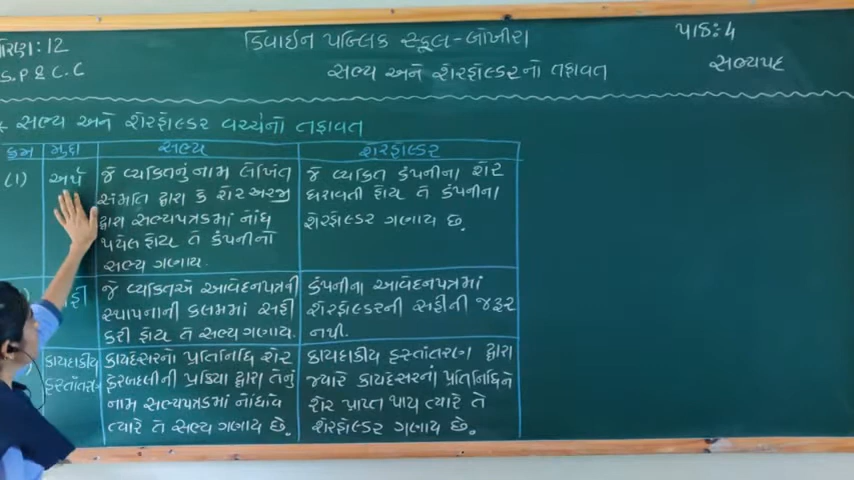 ધોરણ: 12
S.P & C.C
ડિવાઈન પબ્લિક સ્કૂલ-લોખીરા
સભ્ય અને શેરહોલ્ડરનો તફાવત
પાઠ: 4
સભ્યપદ
સભ્ય અને શેરહોલ્ડર વચ્ચેનો તફાવત
ક્રમ મુદ્દા સભ્ય શેરહોલ્ડર
(1) અર્થ
જે વ્યક્તિનું નામ લેખિત
સંમતિ દ્વારા કે શેર અરજી
દ્વારા સભ્યપત્રકમાં નોંધ
થયેલ હોય તે કંપનીનો
સભ્ય ગણાય.
જે વ્યક્તિ કંપનીના શેર
ધરાવતી હોય તે કંપનીના
શેરહોલ્ડર ગણાય છે.
જે વ્યક્તિએ આવેદનપત્રની
સ્થાપનાની કલમમાં સહી
કરી હોય તે સભ્ય ગણાય.
કંપનીના આવેદનપત્રમાં
શેરહોલ્ડરની સહીની જરૂર
નથી.
કાયદાકીય
હસ્તાંતરણ
કાયદેસરનો પ્રતિનિધિ શેર
ફેરબદલીની પ્રક્રિયા દ્વારા તેનું
નામ સભ્યપત્રકમાં નોંધાવે
ત્યારે તે સભ્ય ગણાય છે.
કાયદાકીય હસ્તાંતરણ દ્વારા
જ્યારે કાયદેસરનાં પ્રતિનિધિને
શેર પ્રાપ્ત થાય ત્યારે તે
શેરહોલ્ડર ગણાય છે.